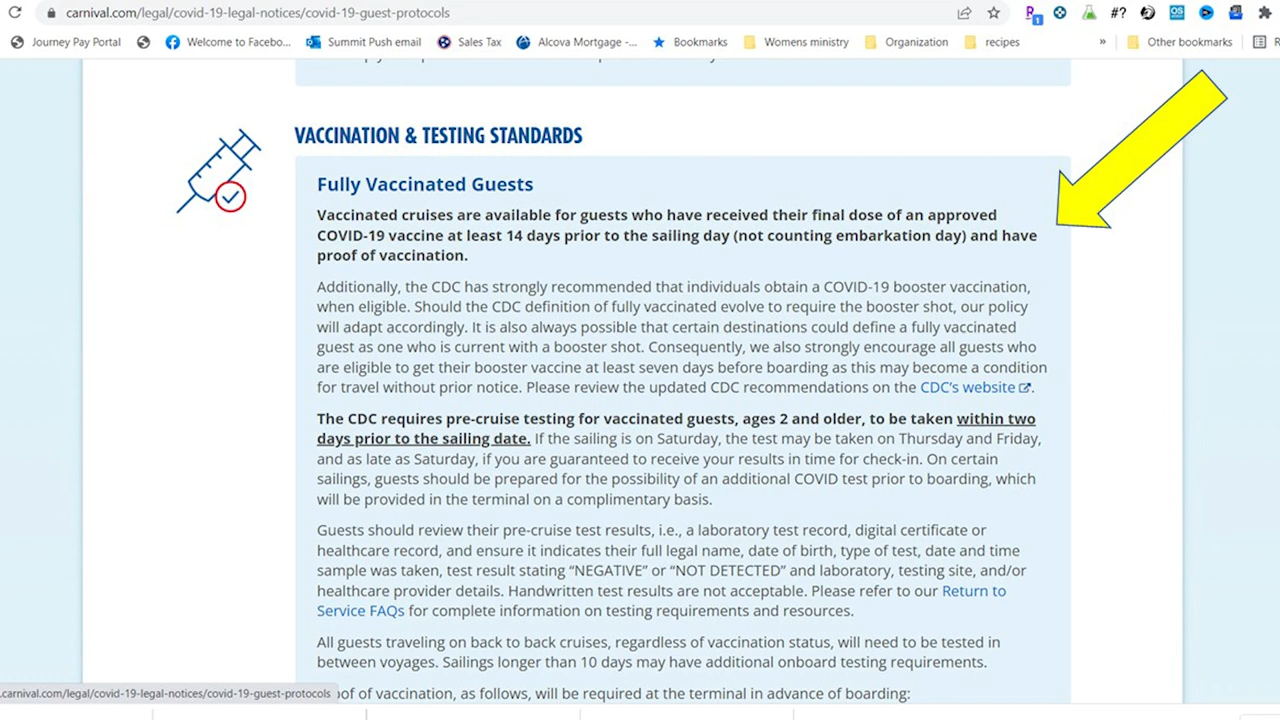 carnival.com/legal/covid-19-legal-notices/covid-19-guest-protocols
R 1 #? OS
Journey Pay Portal Welcome to Facebo... Summit Push email Sales Tax Alcova Mortgage -... Bookmarks Womens ministry Organization recipes » Other bookmarks R
VACCINATION & TESTING STANDARDS
Fully Vaccinated Guests
Vaccinated cruises are available for guests who have received their final dose of an approved
COVID-19 vaccine at least 14 days prior to the sailing day (not counting embarkation day) and have
proof of vaccination.
Additionally, the CDC has strongly recommended that individuals obtain a COVID-19 booster vaccination,
when eligible. Should the CDC definition of fully vaccinated evolve to require the booster shot, our policy
will adapt accordingly. It is also always possible that certain destinations could define a fully vaccinated
guest as one who is current with a booster shot. Consequently, we also strongly encourage all guests who
are eligible to get their booster vaccine at least seven days before boarding as this may become a condition
for travel without prior notice. Please review the updated CDC recommendations on the CDC's website.
The CDC requires pre-cruise testing for vaccinated guests, ages 2 and older, to be taken within two
days prior to the sailing date. If the sailing is on Saturday, the test may be taken on Thursday and Friday,
and as late as Saturday, if you are guaranteed to receive your results in time for check-in. On certain
sailings, guests should be prepared for the possibility of an additional COVID test prior to boarding, which
will be provided in the terminal on a complimentary basis.
Guests should review their pre-cruise test results, i.e., a laboratory test record, digital certificate or
healthcare record, and ensure it indicates their full legal name, date of birth, type of test, date and time
sample was taken, test result stating “NEGATIVE” or “NOT DETECTED” and laboratory, testing site, and/or
healthcare provider details. Handwritten test results are not acceptable. Please refer to our Return to
Service FAQs for complete information on testing requirements and resources.
All guests traveling on back to back cruises, regardless of vaccination status, will need to be tested in
between voyages. Sailings longer than 10 days may have additional onboard testing requirements.
oof of vaccination, as follows, will be required at the terminal in advance of boarding:
.carnival.com/legal/covid-19-legal-notices/covid-19-guest-protocols